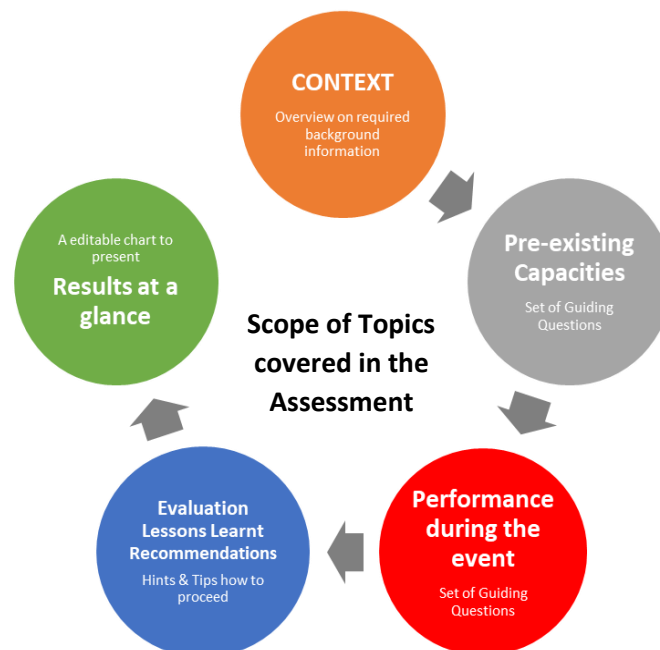 CONTEXT
Overview on required
background
information
Pre-existing
Capacities
Set of Guiding
Questions
Performance
during the
event
Set of Guiding
Questions
Evaluation
Lessons Learnt
Recommendations
Hints & Tips how to
proceed
A editable chart to
present
Results at a
glance
Scope of Topics
covered in the
Assessment